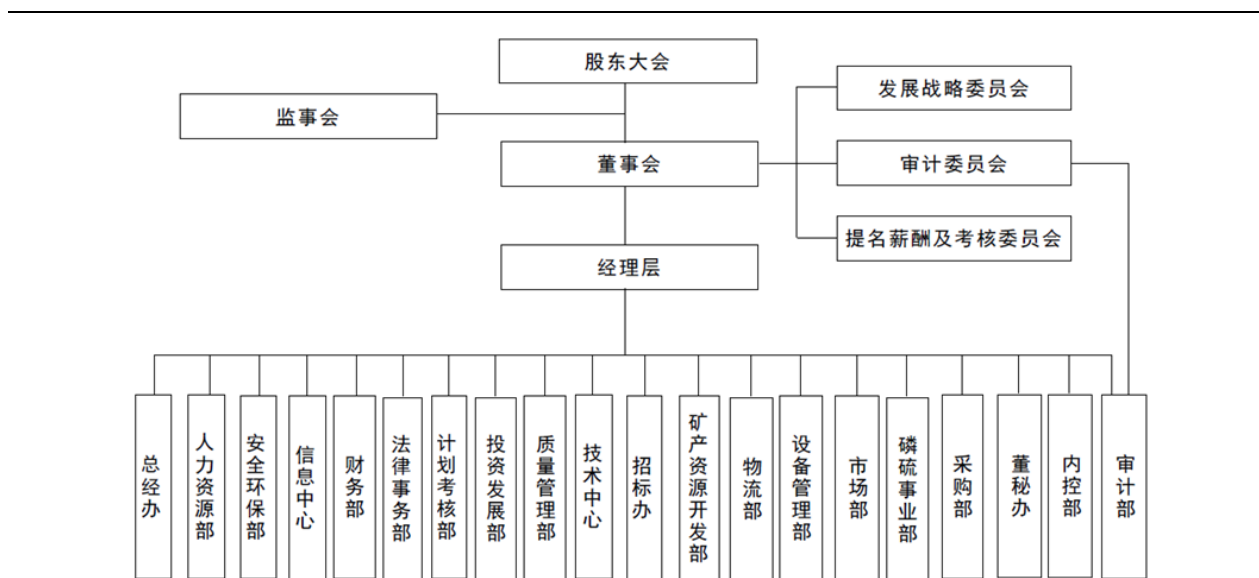 股东大会
发展战略委员会
监事会
董事会
审计委员会
提名薪酬及考核委员会
经理层
总经办
人力资源部
安全环保部
信息中心
财务部
法律事务部
计划考核部
投资发展部
质量管理部
技术中心
招标办
矿产资源开发部
物流部
设备管理部
市场部
磷硫事业部
采购部
董秘办
内控部
审计部